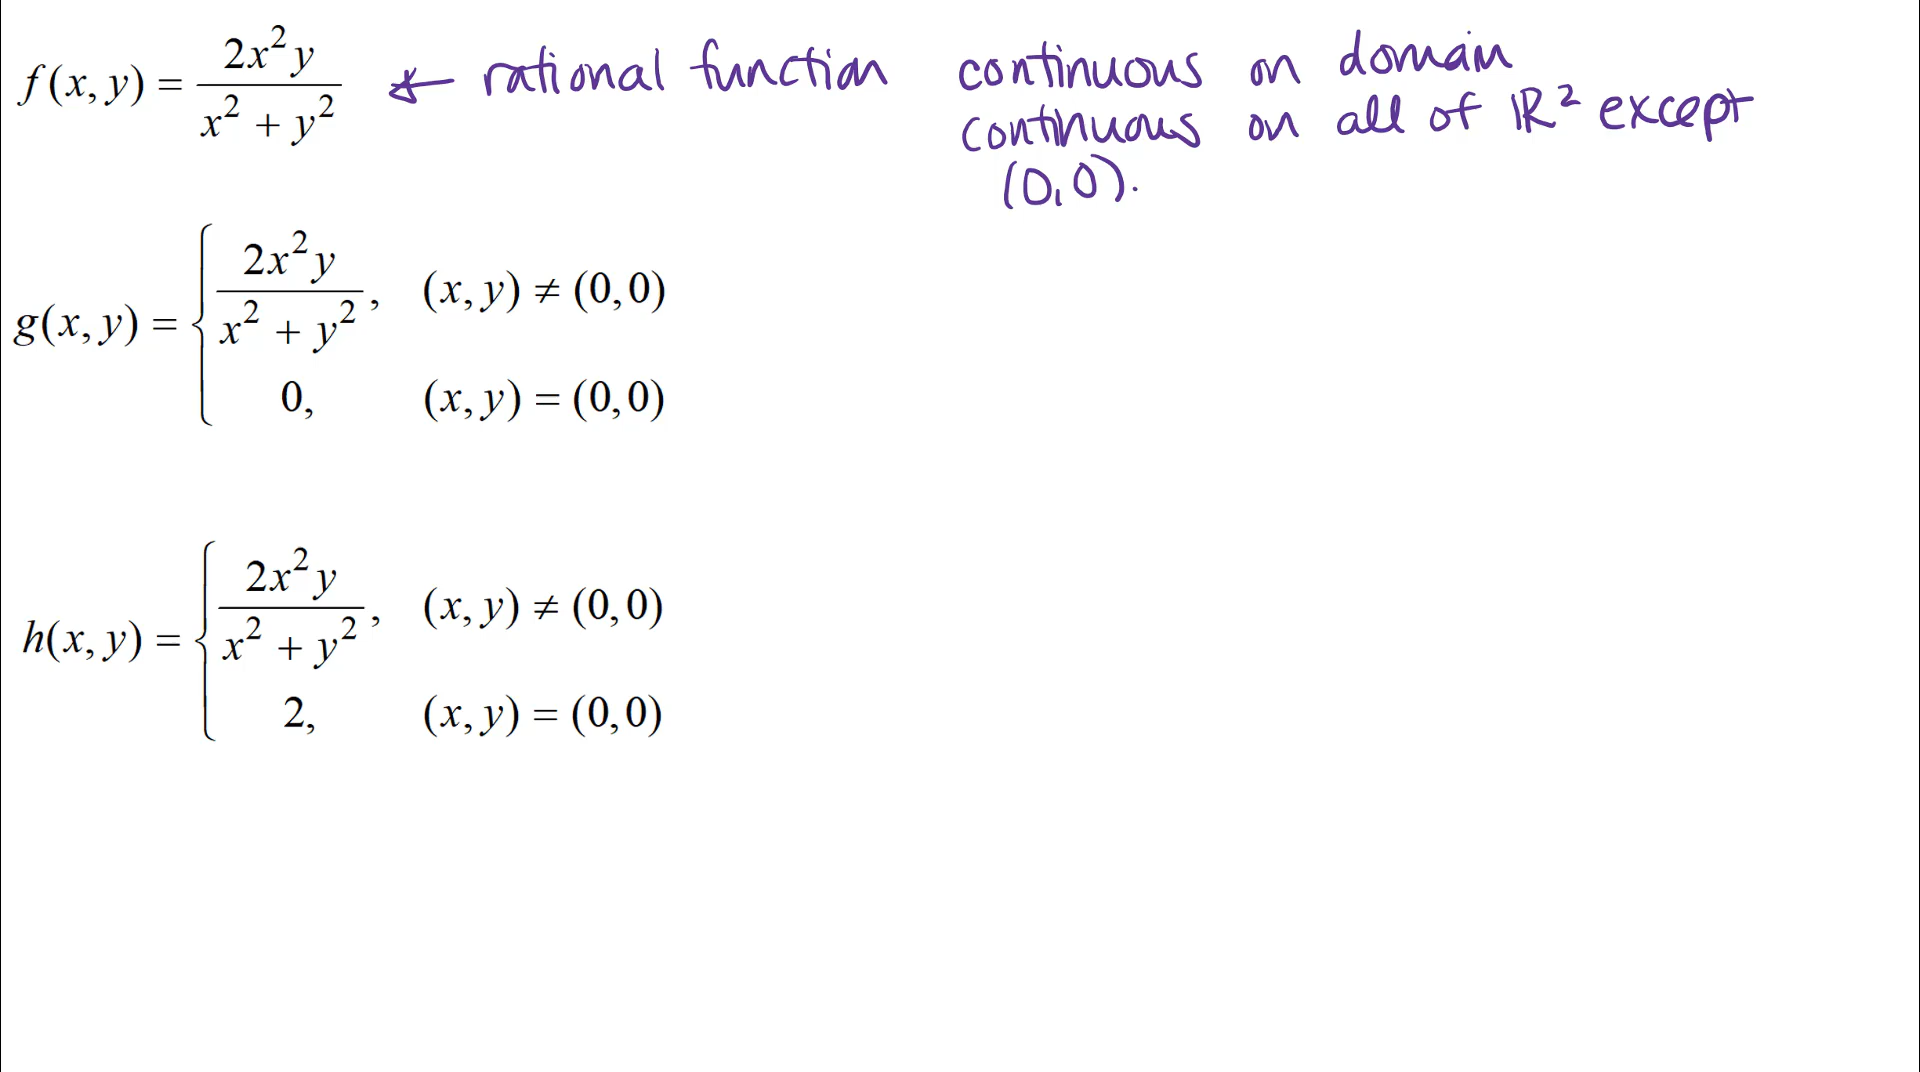 f(x, y) = 2x²y / (x² + y²) ← rational function continuous on domain
continuous on all of ℝ² except
(0,0).
g(x, y) = { 2x²y / (x² + y²), (x, y) ≠ (0,0)
0, (x, y) = (0,0)
h(x, y) = { 2x²y / (x² + y²), (x, y) ≠ (0,0)
2, (x, y) = (0,0)